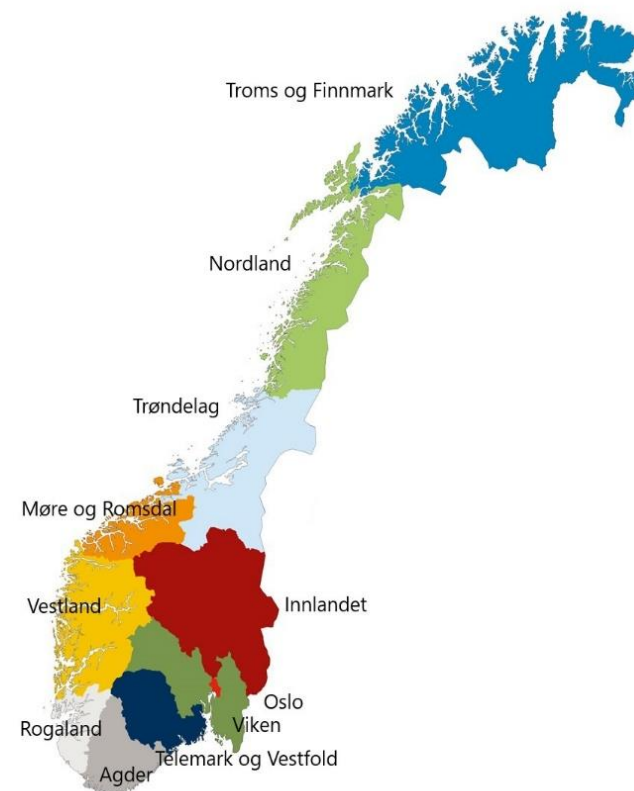 Troms og Finnmark
Nordland
Trøndelag
Møre og Romsdal
Vestland
Innlandet
Oslo
Rogaland
Viken
Telemark og Vestfold
Agder